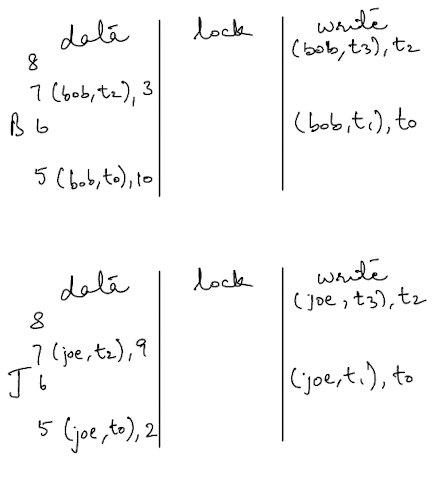 data lock write
8 (bob, t3), t2
7 (bob, t2), 3
B 6 (bob, t1), t0
5 (bob, t0), 10
data lock write
8 (joe, t3), t2
7 (joe, t2), 9
J 6 (joe, t1), t0
5 (joe, t0), 2